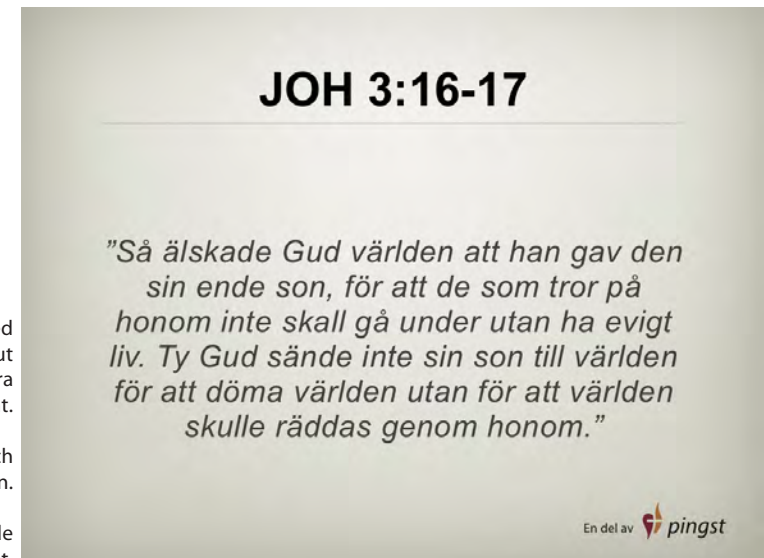 JOH 3:16-17
”Så älskade Gud världen att han gav den
sin ende son, för att de som tror på
honom inte skall gå under utan ha evigt
liv. Ty Gud sände inte sin son till världen
för att döma världen utan för att världen
skulle räddas genom honom.”
En del av pingst